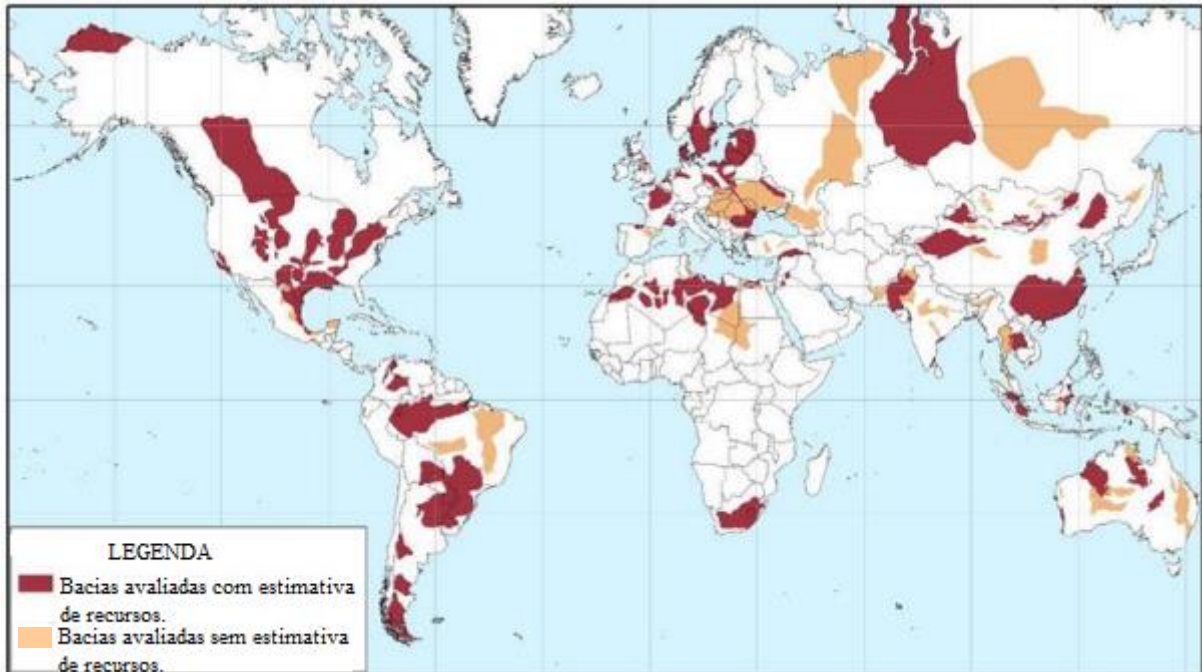 LEGENDA
Bacias avaliadas com estimativa
de recursos.
Bacias avaliadas sem estimativa
de recursos.